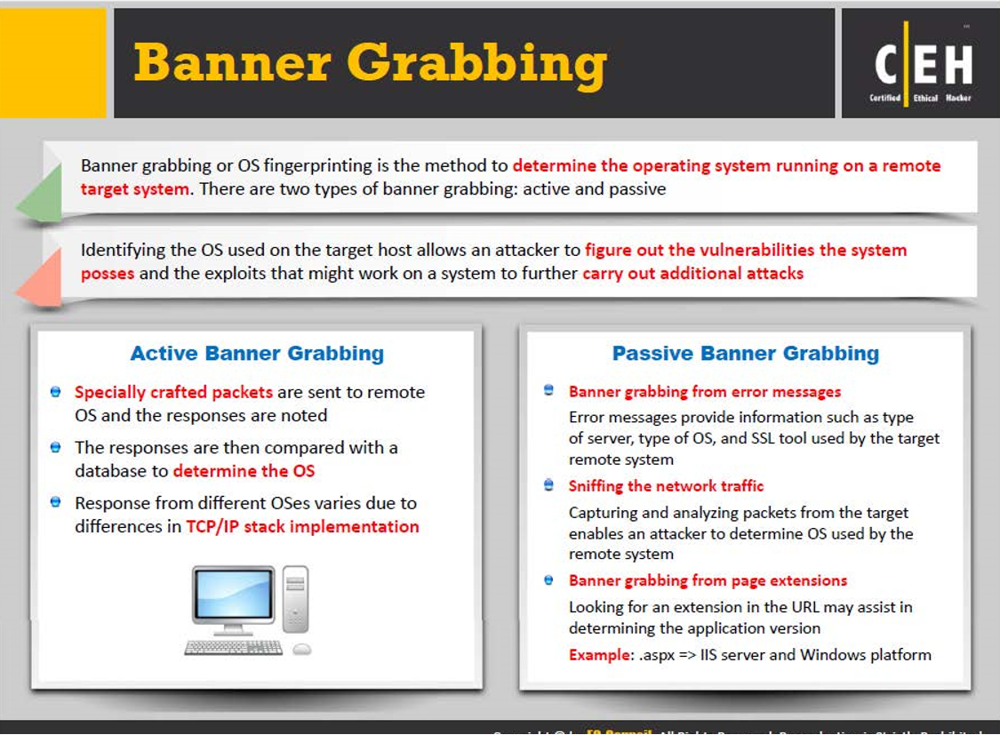 Banner Grabbing
C|EH
Certified Ethical Hacker
Banner grabbing or OS fingerprinting is the method to determine the operating system running on a remote
target system. There are two types of banner grabbing: active and passive
Identifying the OS used on the target host allows an attacker to figure out the vulnerabilities the system
posses and the exploits that might work on a system to further carry out additional attacks
Active Banner Grabbing
Specially crafted packets are sent to remote
OS and the responses are noted
The responses are then compared with a
database to determine the OS
Response from different OSes varies due to
differences in TCP/IP stack implementation
Passive Banner Grabbing
Banner grabbing from error messages
Error messages provide information such as type
of server, type of OS, and SSL tool used by the target
remote system
Sniffing the network traffic
Capturing and analyzing packets from the target
enables an attacker to determine OS used by the
remote system
Banner grabbing from page extensions
Looking for an extension in the URL may assist in
determining the application version
Example: .aspx => IIS server and Windows platform
Copyright © by EC-Council. All Rights Reserved. Reproduction is Strictly Prohibited.